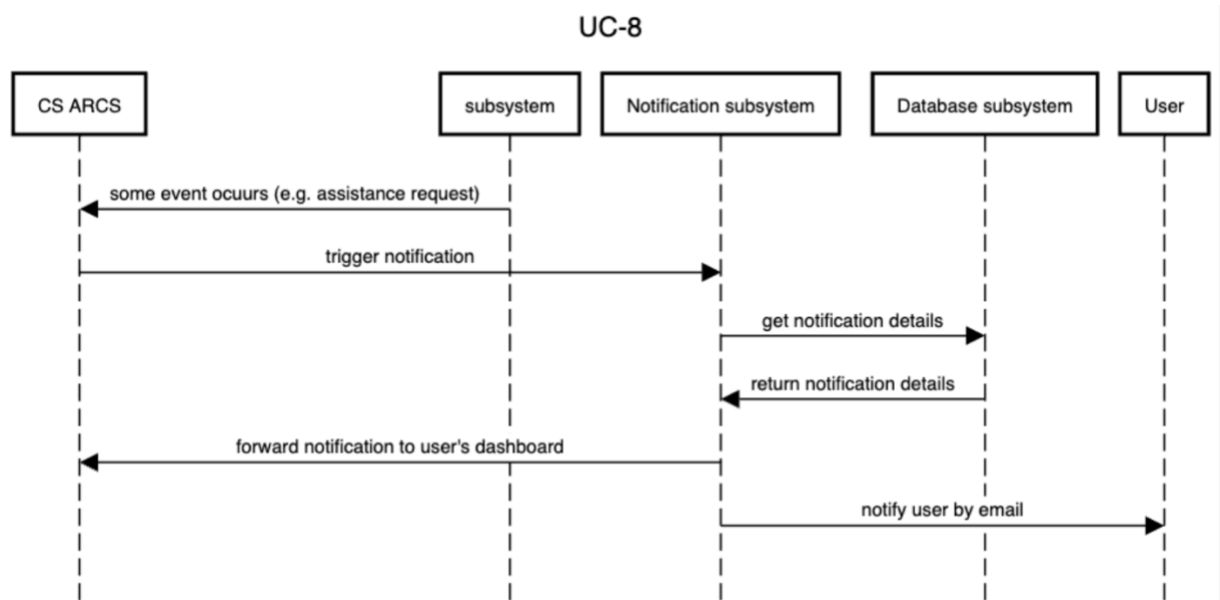 UC-8
CS ARCS
subsystem
Notification subsystem
Database subsystem
User
some event ocuurs (e.g. assistance request)
trigger notification
get notification details
return notification details
forward notification to user's dashboard
notify user by email